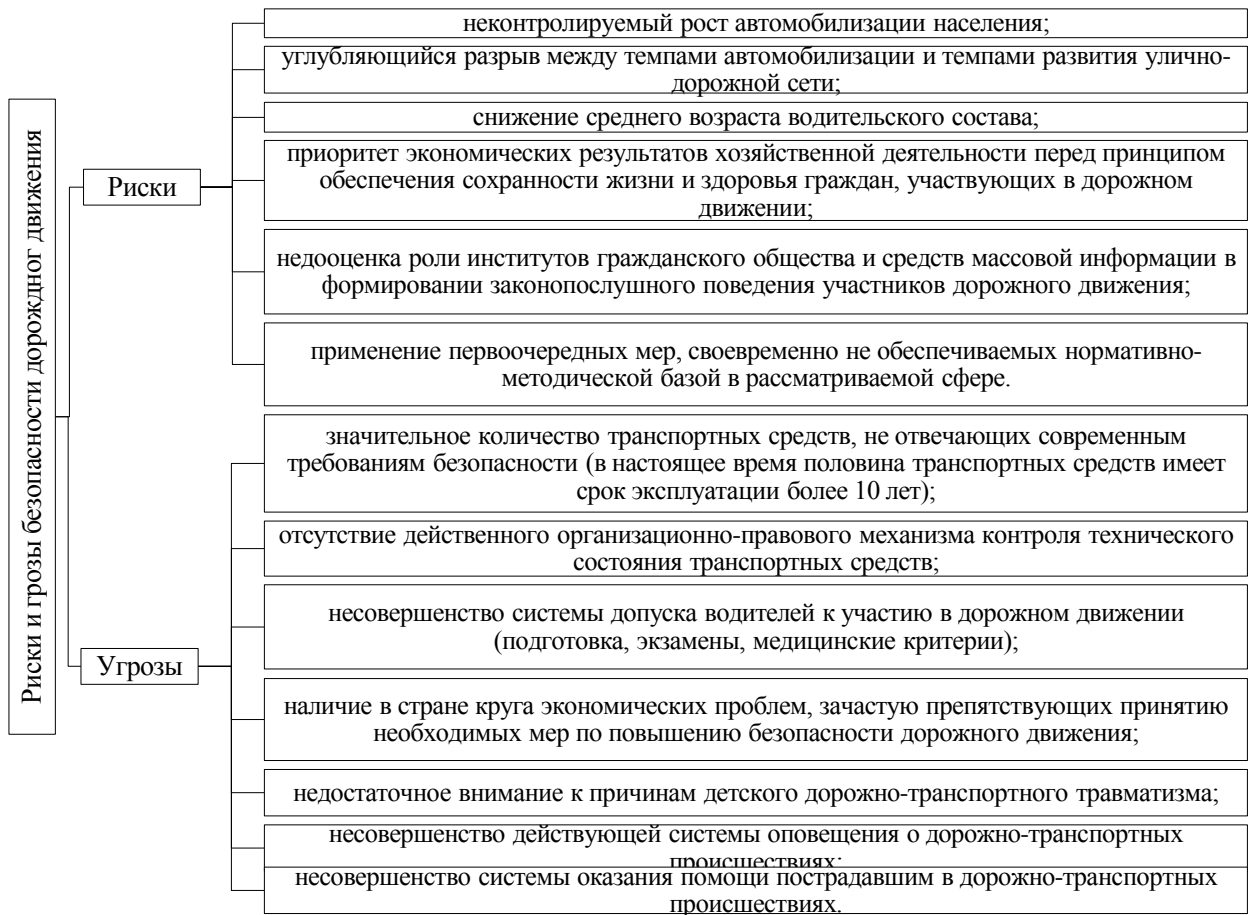 Риски и грозы безопасности дорождног движения
Риски
неконтролируемый рост автомобилизации населения;
углубляющийся разрыв между темпами автомобилизации и темпами развития улично-
дорожной сети;
снижение среднего возраста водительского состава;
приоритет экономических результатов хозяйственной деятельности перед принципом
обеспечения сохранности жизни и здоровья граждан, участвующих в дорожном
движении;
недооценка роли институтов гражданского общества и средств массовой информации в
формировании законопослушного поведения участников дорожного движения;
применение первоочередных мер, своевременно не обеспечиваемых нормативно-
методической базой в рассматриваемой сфере.
Угрозы
значительное количество транспортных средств, не отвечающих современным
требованиям безопасности (в настоящее время половина транспортных средств имеет
срок эксплуатации более 10 лет);
отсутствие действенного организационно-правового механизма контроля технического
состояния транспортных средств;
несовершенство системы допуска водителей к участию в дорожном движении
(подготовка, экзамены, медицинские критерии);
наличие в стране круга экономических проблем, зачастую препятствующих принятию
необходимых мер по повышению безопасности дорожного движения;
недостаточное внимание к причинам детского дорожно-транспортного травматизма;
несовершенство действующей системы оповещения о дорожно-транспортных
происшествиях;
несовершенство системы оказания помощи пострадавшим в дорожно-транспортных
происшествиях.